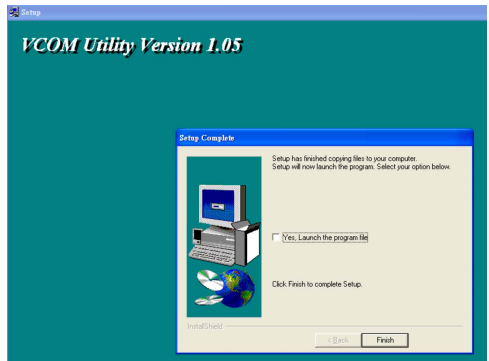 Setup
VCOM Utility Version 1.05
Setup Complete
Setup has finished copying files to your computer.
Setup will now launch the program. Select your option below.
Yes, Launch the program file
Click Finish to complete Setup.
InstallShield
< Back
Finish